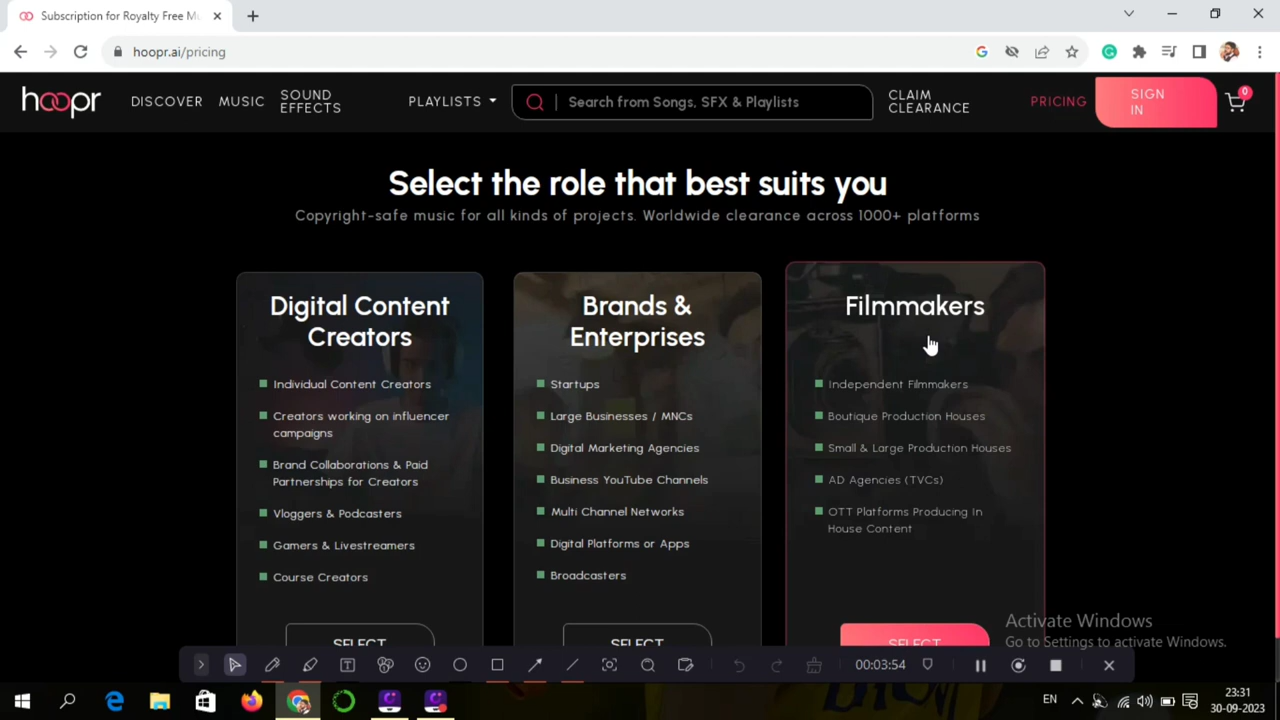 Subscription for Royalty Free Mu
hoopr.ai/pricing
hoopr
DISCOVER
MUSIC
SOUND
EFFECTS
PLAYLISTS
Search from Songs, SFX & Playlists
CLAIM
CLEARANCE
PRICING
SIGN
IN
0
Select the role that best suits you
Copyright-safe music for all kinds of projects. Worldwide clearance across 1000+ platforms
Digital Content
Creators
Individual Content Creators
Creators working on influencer
campaigns
Brand Collaborations & Paid
Partnerships for Creators
Vloggers & Podcasters
Gamers & Livestreamers
Course Creators
SELECT
Brands &
Enterprises
Startups
Large Businesses / MNCs
Digital Marketing Agencies
Business YouTube Channels
Multi Channel Networks
Digital Platforms or Apps
Broadcasters
SELECT
Filmmakers
Independent Filmmakers
Boutique Production Houses
Small & Large Production Houses
AD Agencies (TVCs)
OTT Platforms Producing In
House Content
SELECT
Activate Windows
Go to Settings to activate Windows.
00:03:54
EN
23:31
30-09-2023